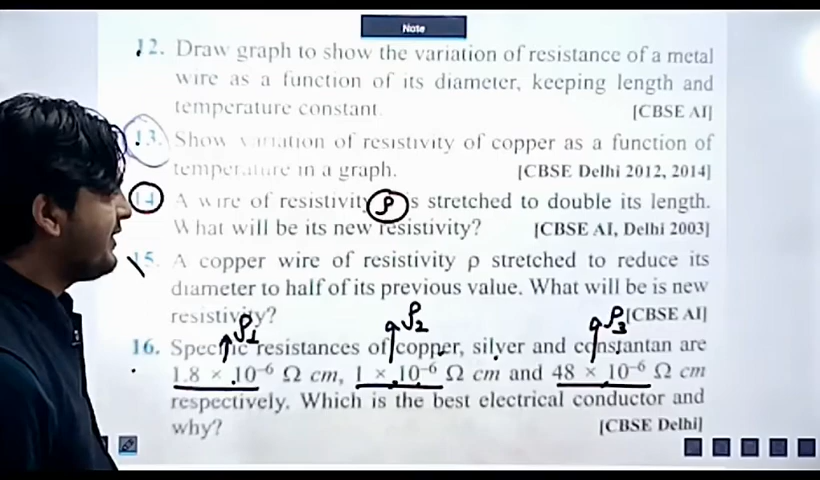 Note
12. Draw graph to show the variation of resistance of a metal
wire as a function of its diameter, keeping length and
temperature constant. [CBSE AI]
13. Show variation of resistivity of copper as a function of
temperature in a graph. [CBSE Delhi 2012, 2014]
14 A wire of resistivity ρ is stretched to double its length.
What will be its new resistivity? [CBSE AI, Delhi 2003]
15. A copper wire of resistivity ρ stretched to reduce its
diameter to half of its previous value. What will be is new
resistivity? [CBSE AI]
ρ1 ρ2 ρ3
16. Specific resistances of copper, silver and constantan are
1.8 × 10⁻⁶ Ω cm, 1 × 10⁻⁶ Ω cm and 48 × 10⁻⁶ Ω cm
respectively. Which is the best electrical conductor and
why? [CBSE Delhi]